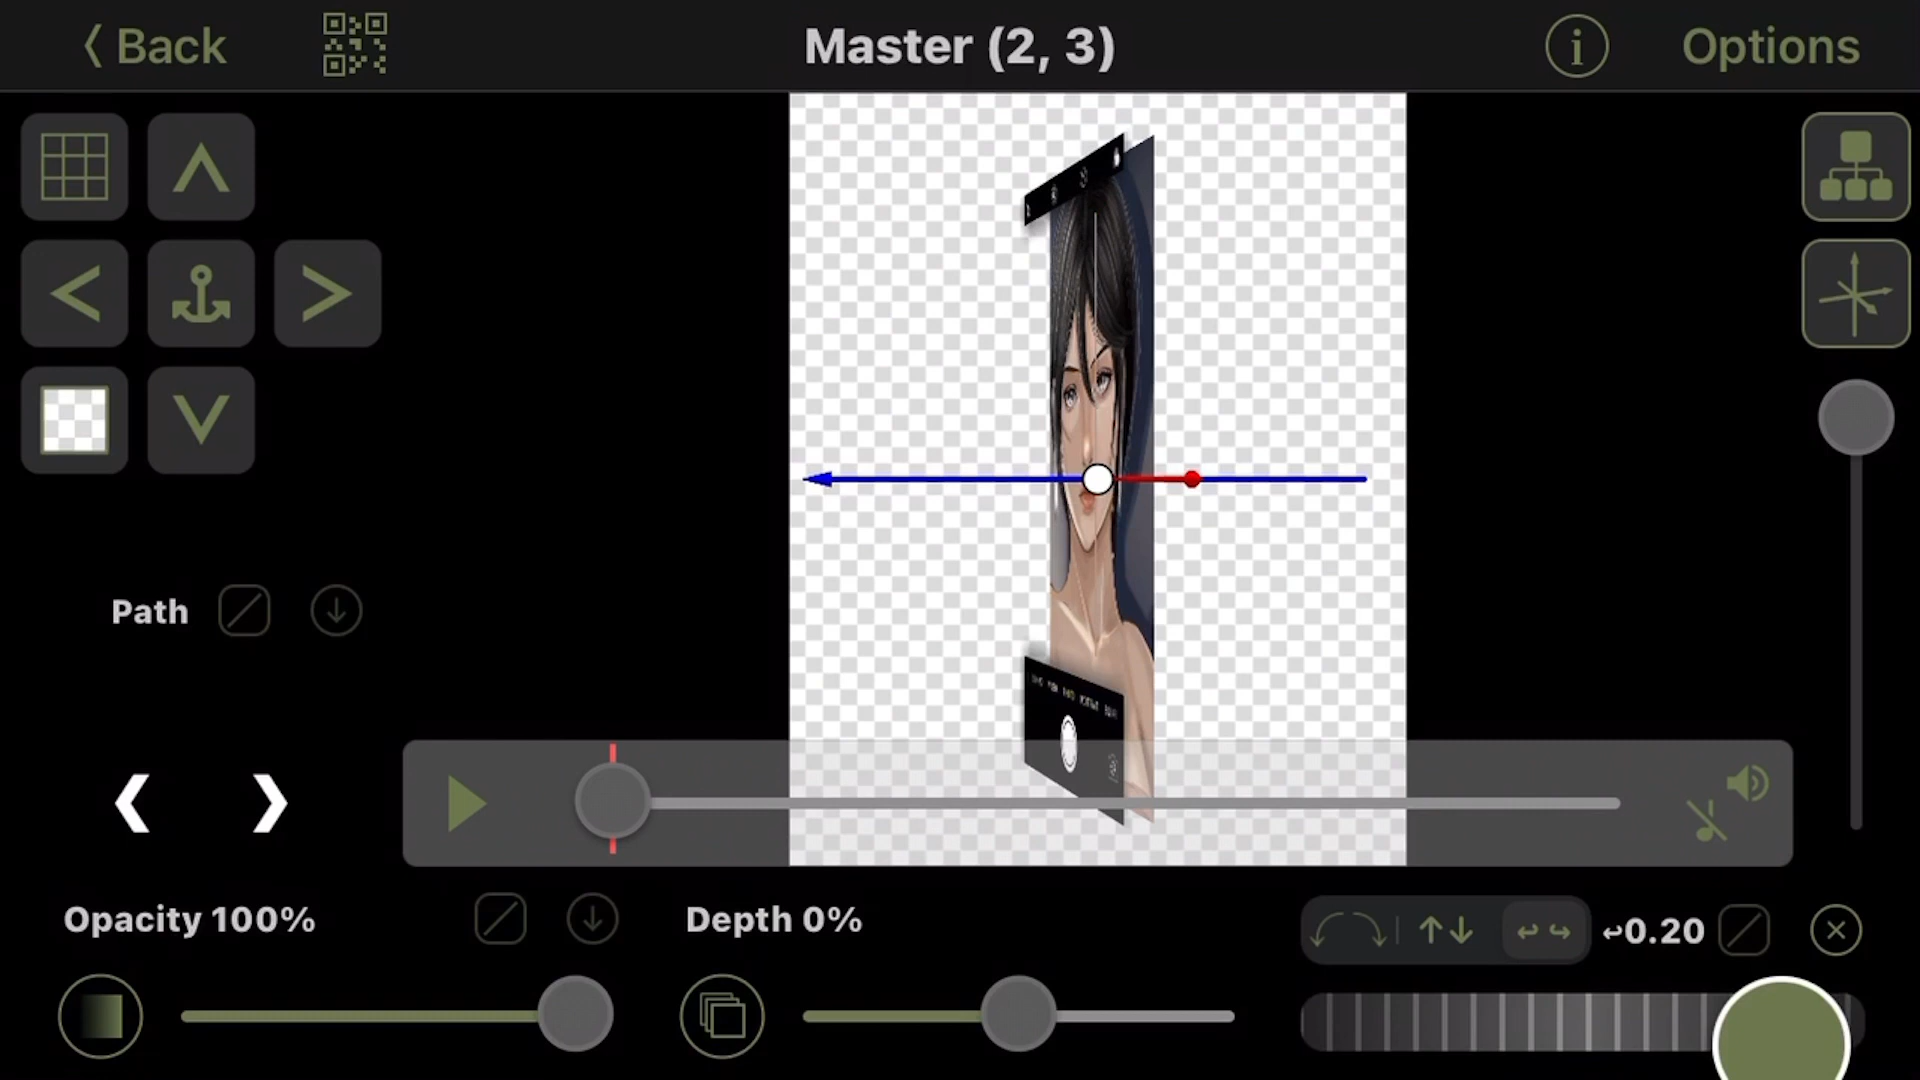 Back
Master (2, 3)
Options
Path
Opacity 100%
Depth 0%
↩0.20